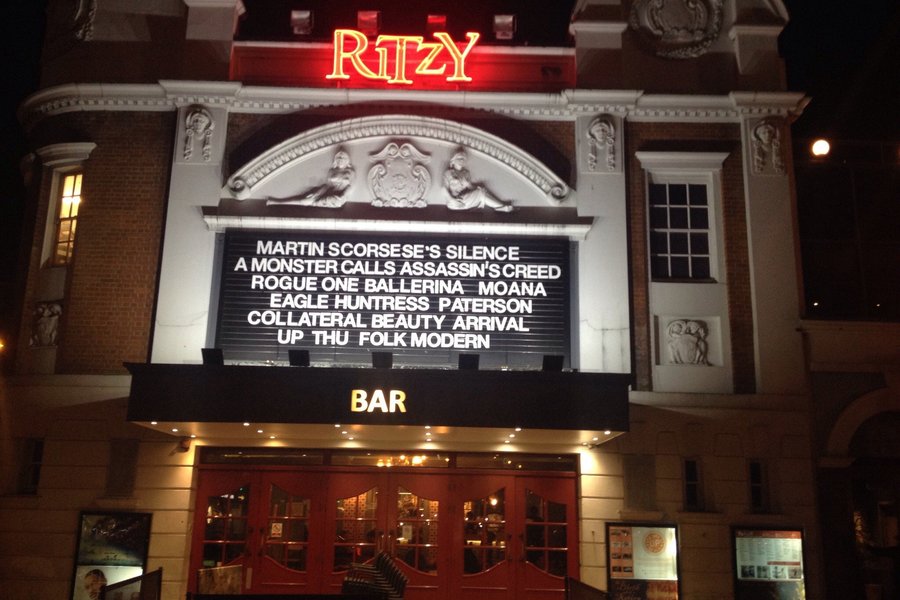 RiTZY
MARTIN SCORSESE'S SILENCE
A MONSTER CALLS ASSASSIN'S CREED
ROGUE ONE BALLERINA MOANA
EAGLE HUNTRESS PATERSON
COLLATERAL BEAUTY ARRIVAL
UP THU FOLK MODERN
BAR